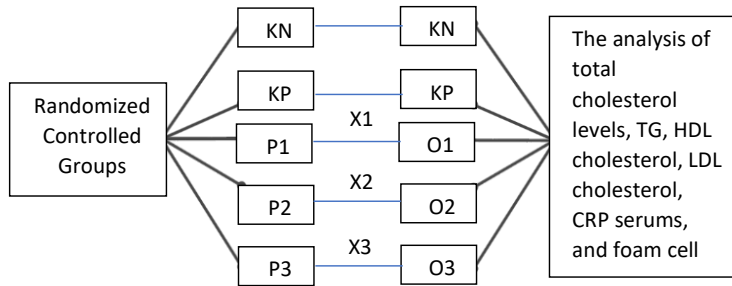 Randomized
Controlled
Groups
KN
KN
KP
KP
X1
P1
O1
X2
P2
O2
X3
P3
O3
The analysis of
total
cholesterol
levels, TG, HDL
cholesterol, LDL
cholesterol,
CRP serums,
and foam cell